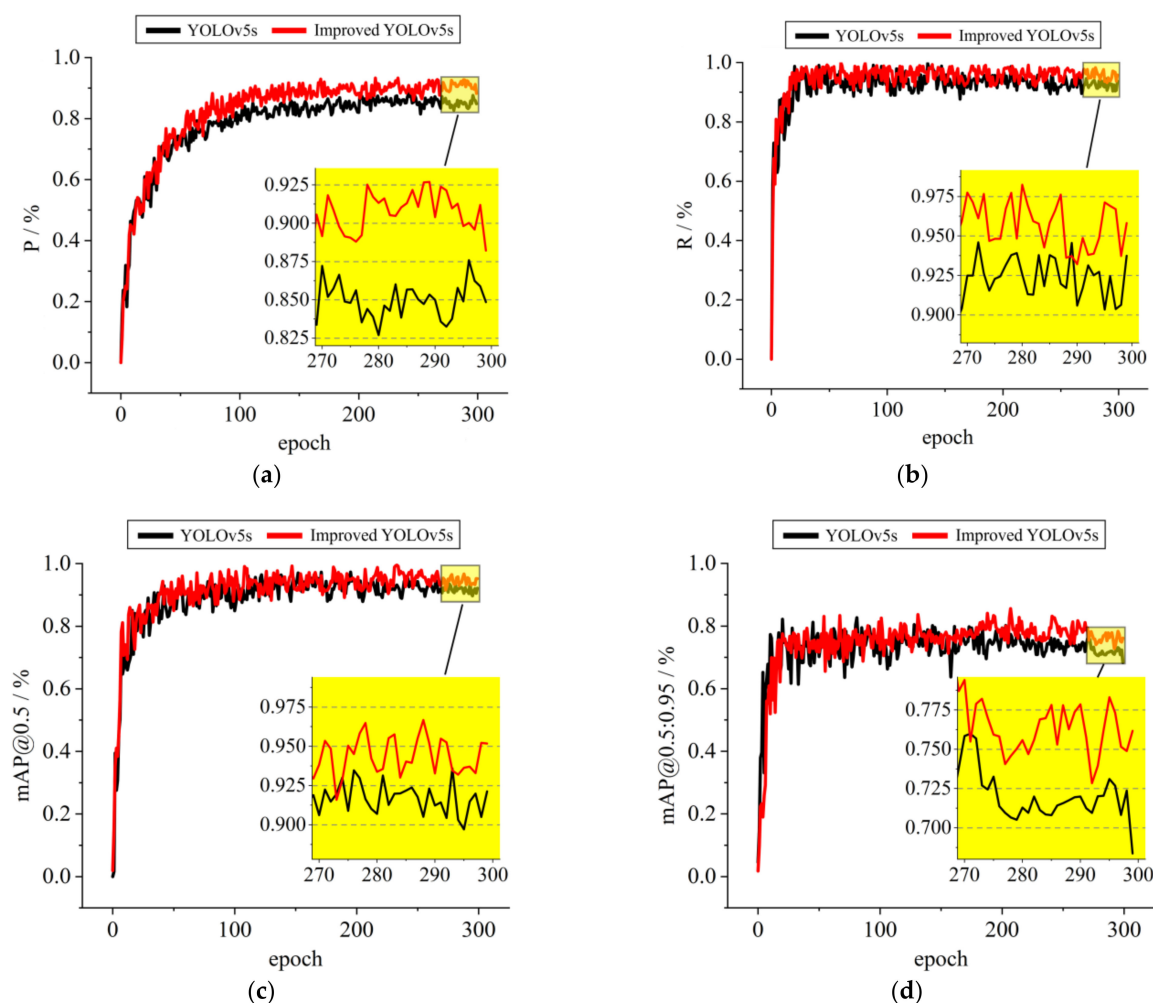 YOLOv5s Improved YOLOv5s
1.0
0.8
0.6
0.4
0.2
0.0
P / %
0 100 200 300
epoch
0.925
0.900
0.875
0.850
0.825
270 280 290 300
(a)
YOLOv5s Improved YOLOv5s
1.0
0.8
0.6
0.4
0.2
0.0
R / %
0 100 200 300
epoch
0.975
0.950
0.925
0.900
270 280 290 300
(b)
YOLOv5s Improved YOLOv5s
1.0
0.8
0.6
0.4
0.2
0.0
mAP@0.5 / %
0 100 200 300
epoch
0.975
0.950
0.925
0.900
270 280 290 300
(c)
YOLOv5s Improved YOLOv5s
1.0
0.8
0.6
0.4
0.2
0.0
mAP@0.5:0.95 / %
0 100 200 300
epoch
0.775
0.750
0.725
0.700
270 280 290 300
(d)